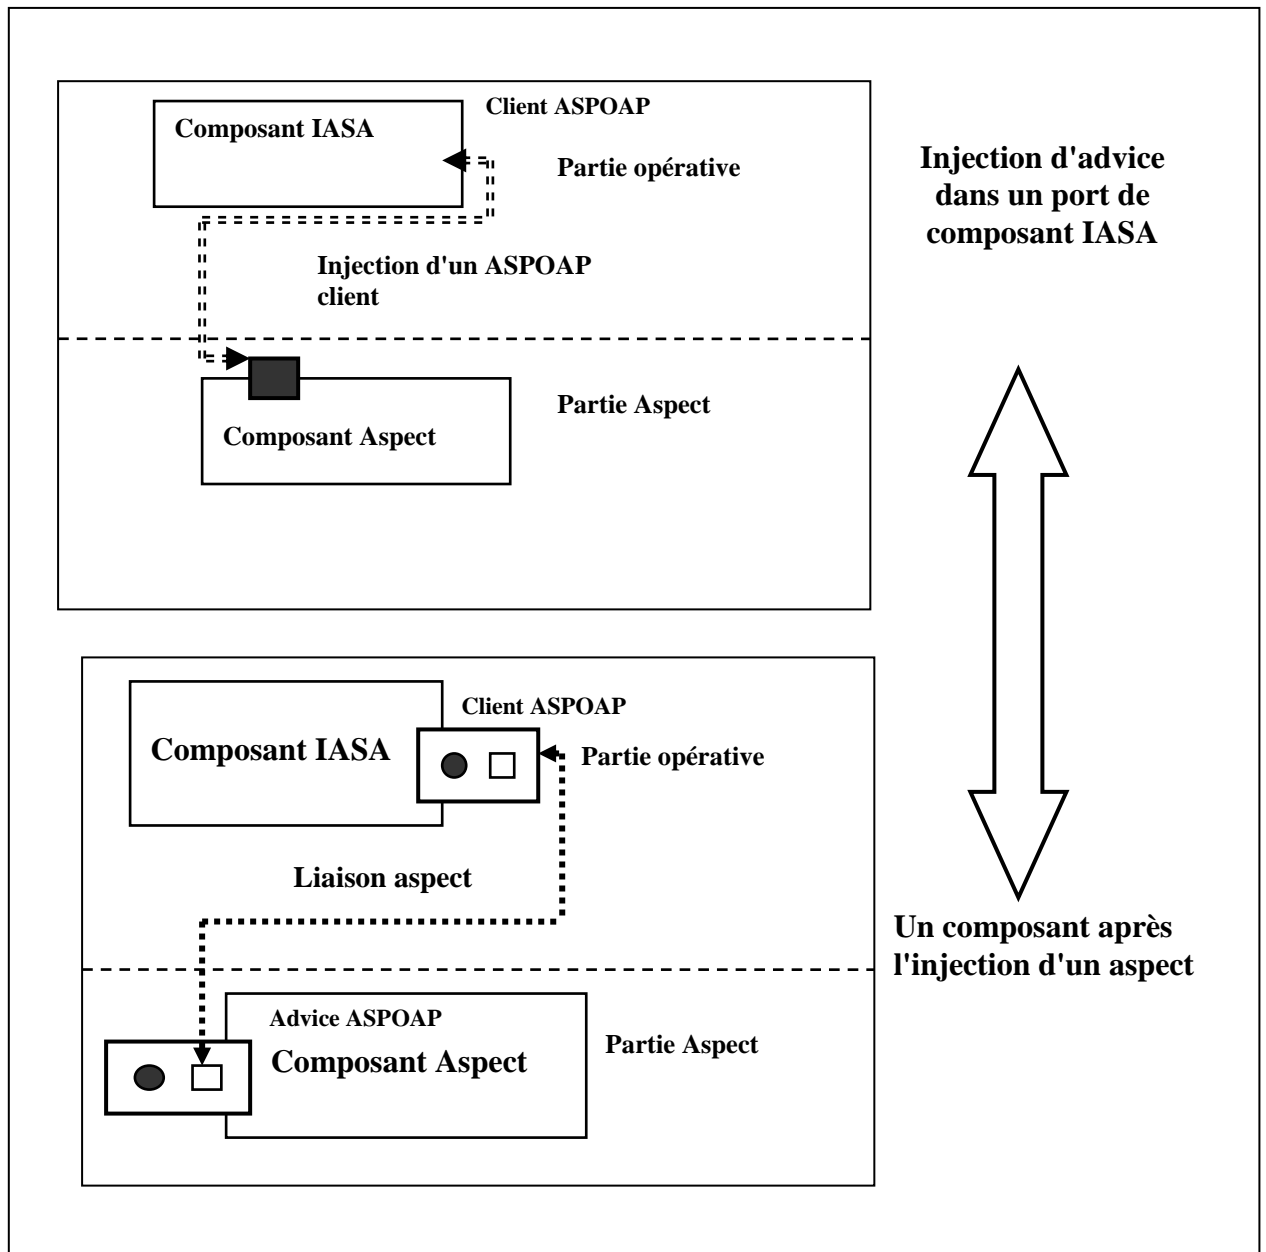 Client ASPOAP
Composant IASA
Partie opérative
Injection d'un ASPOAP
client
Partie Aspect
Composant Aspect
Injection d'advice
dans un port de
composant IASA
Client ASPOAP
Composant IASA
Partie opérative
Liaison aspect
Advice ASPOAP
Composant Aspect
Partie Aspect
Un composant après
l'injection d'un aspect